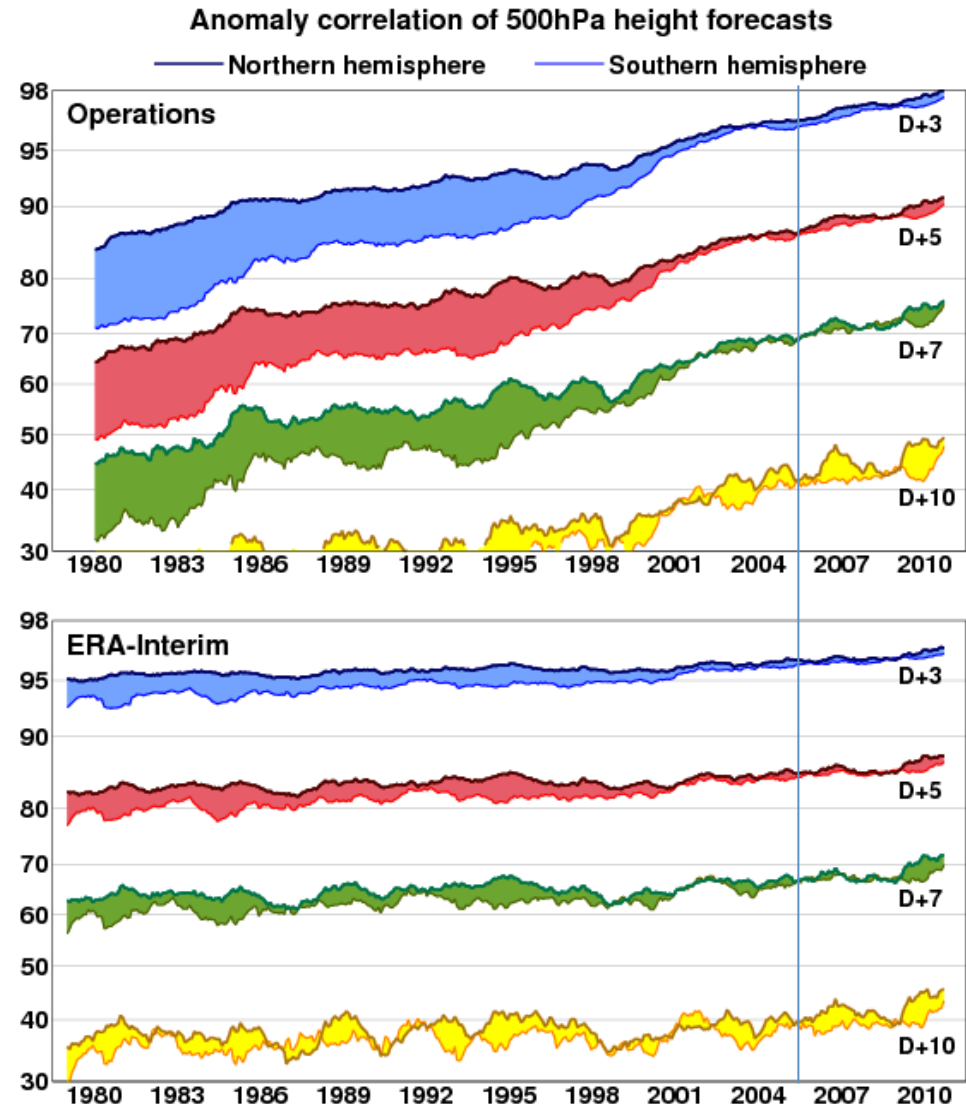 Anomaly correlation of 500hPa height forecasts
Northern hemisphere Southern hemisphere
98
Operations
D+3
95
90
D+5
80
70
D+7
60
50
40
D+10
30
1980 1983 1986 1989 1992 1995 1998 2001 2004 2007 2010
98
ERA-Interim
D+3
95
90
D+5
80
70
D+7
60
50
40
D+10
30
1980 1983 1986 1989 1992 1995 1998 2001 2004 2007 2010